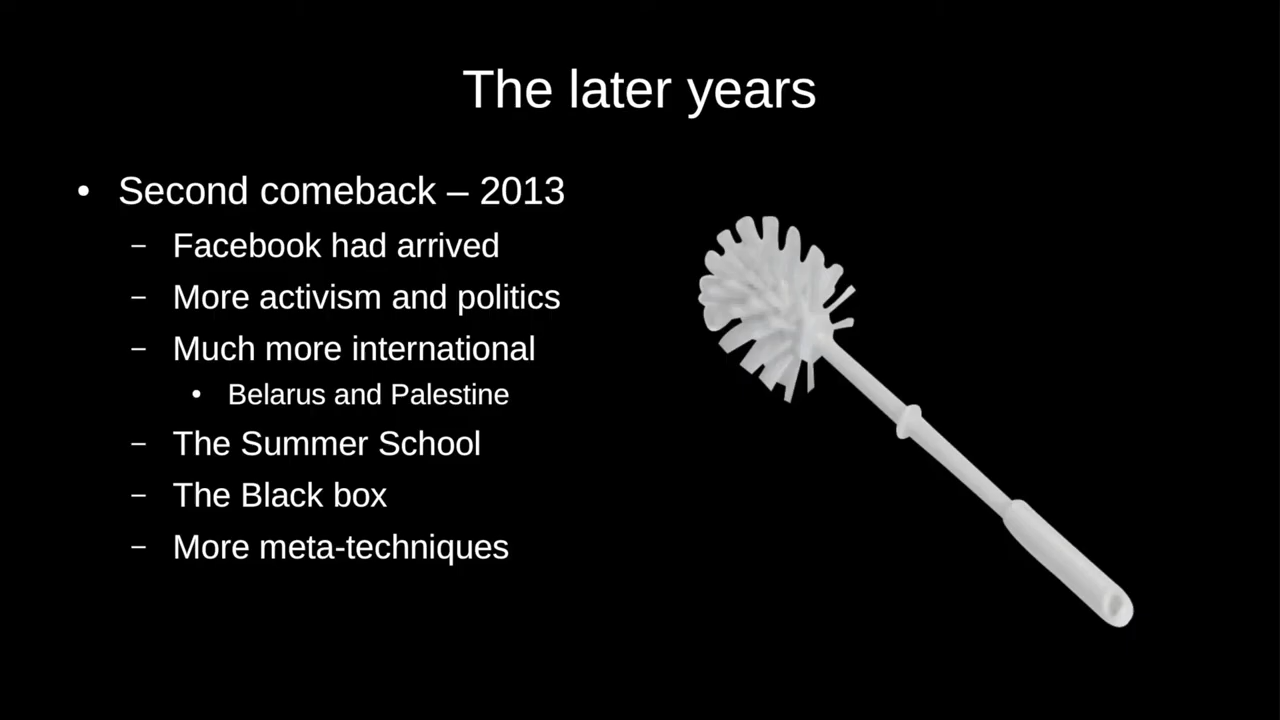 The later years
• Second comeback – 2013
– Facebook had arrived
– More activism and politics
– Much more international
• Belarus and Palestine
– The Summer School
– The Black box
– More meta-techniques